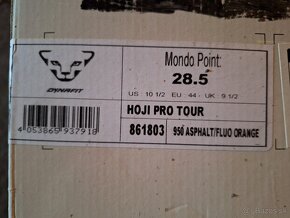 Mondo Point:
28.5
US : 10 1/2 EU : 44 - UK : 9 1/2
DYNAFIT
HOJI PRO TOUR
4 053865 937918
861803
950 ASPHALT/FLUO ORANGE